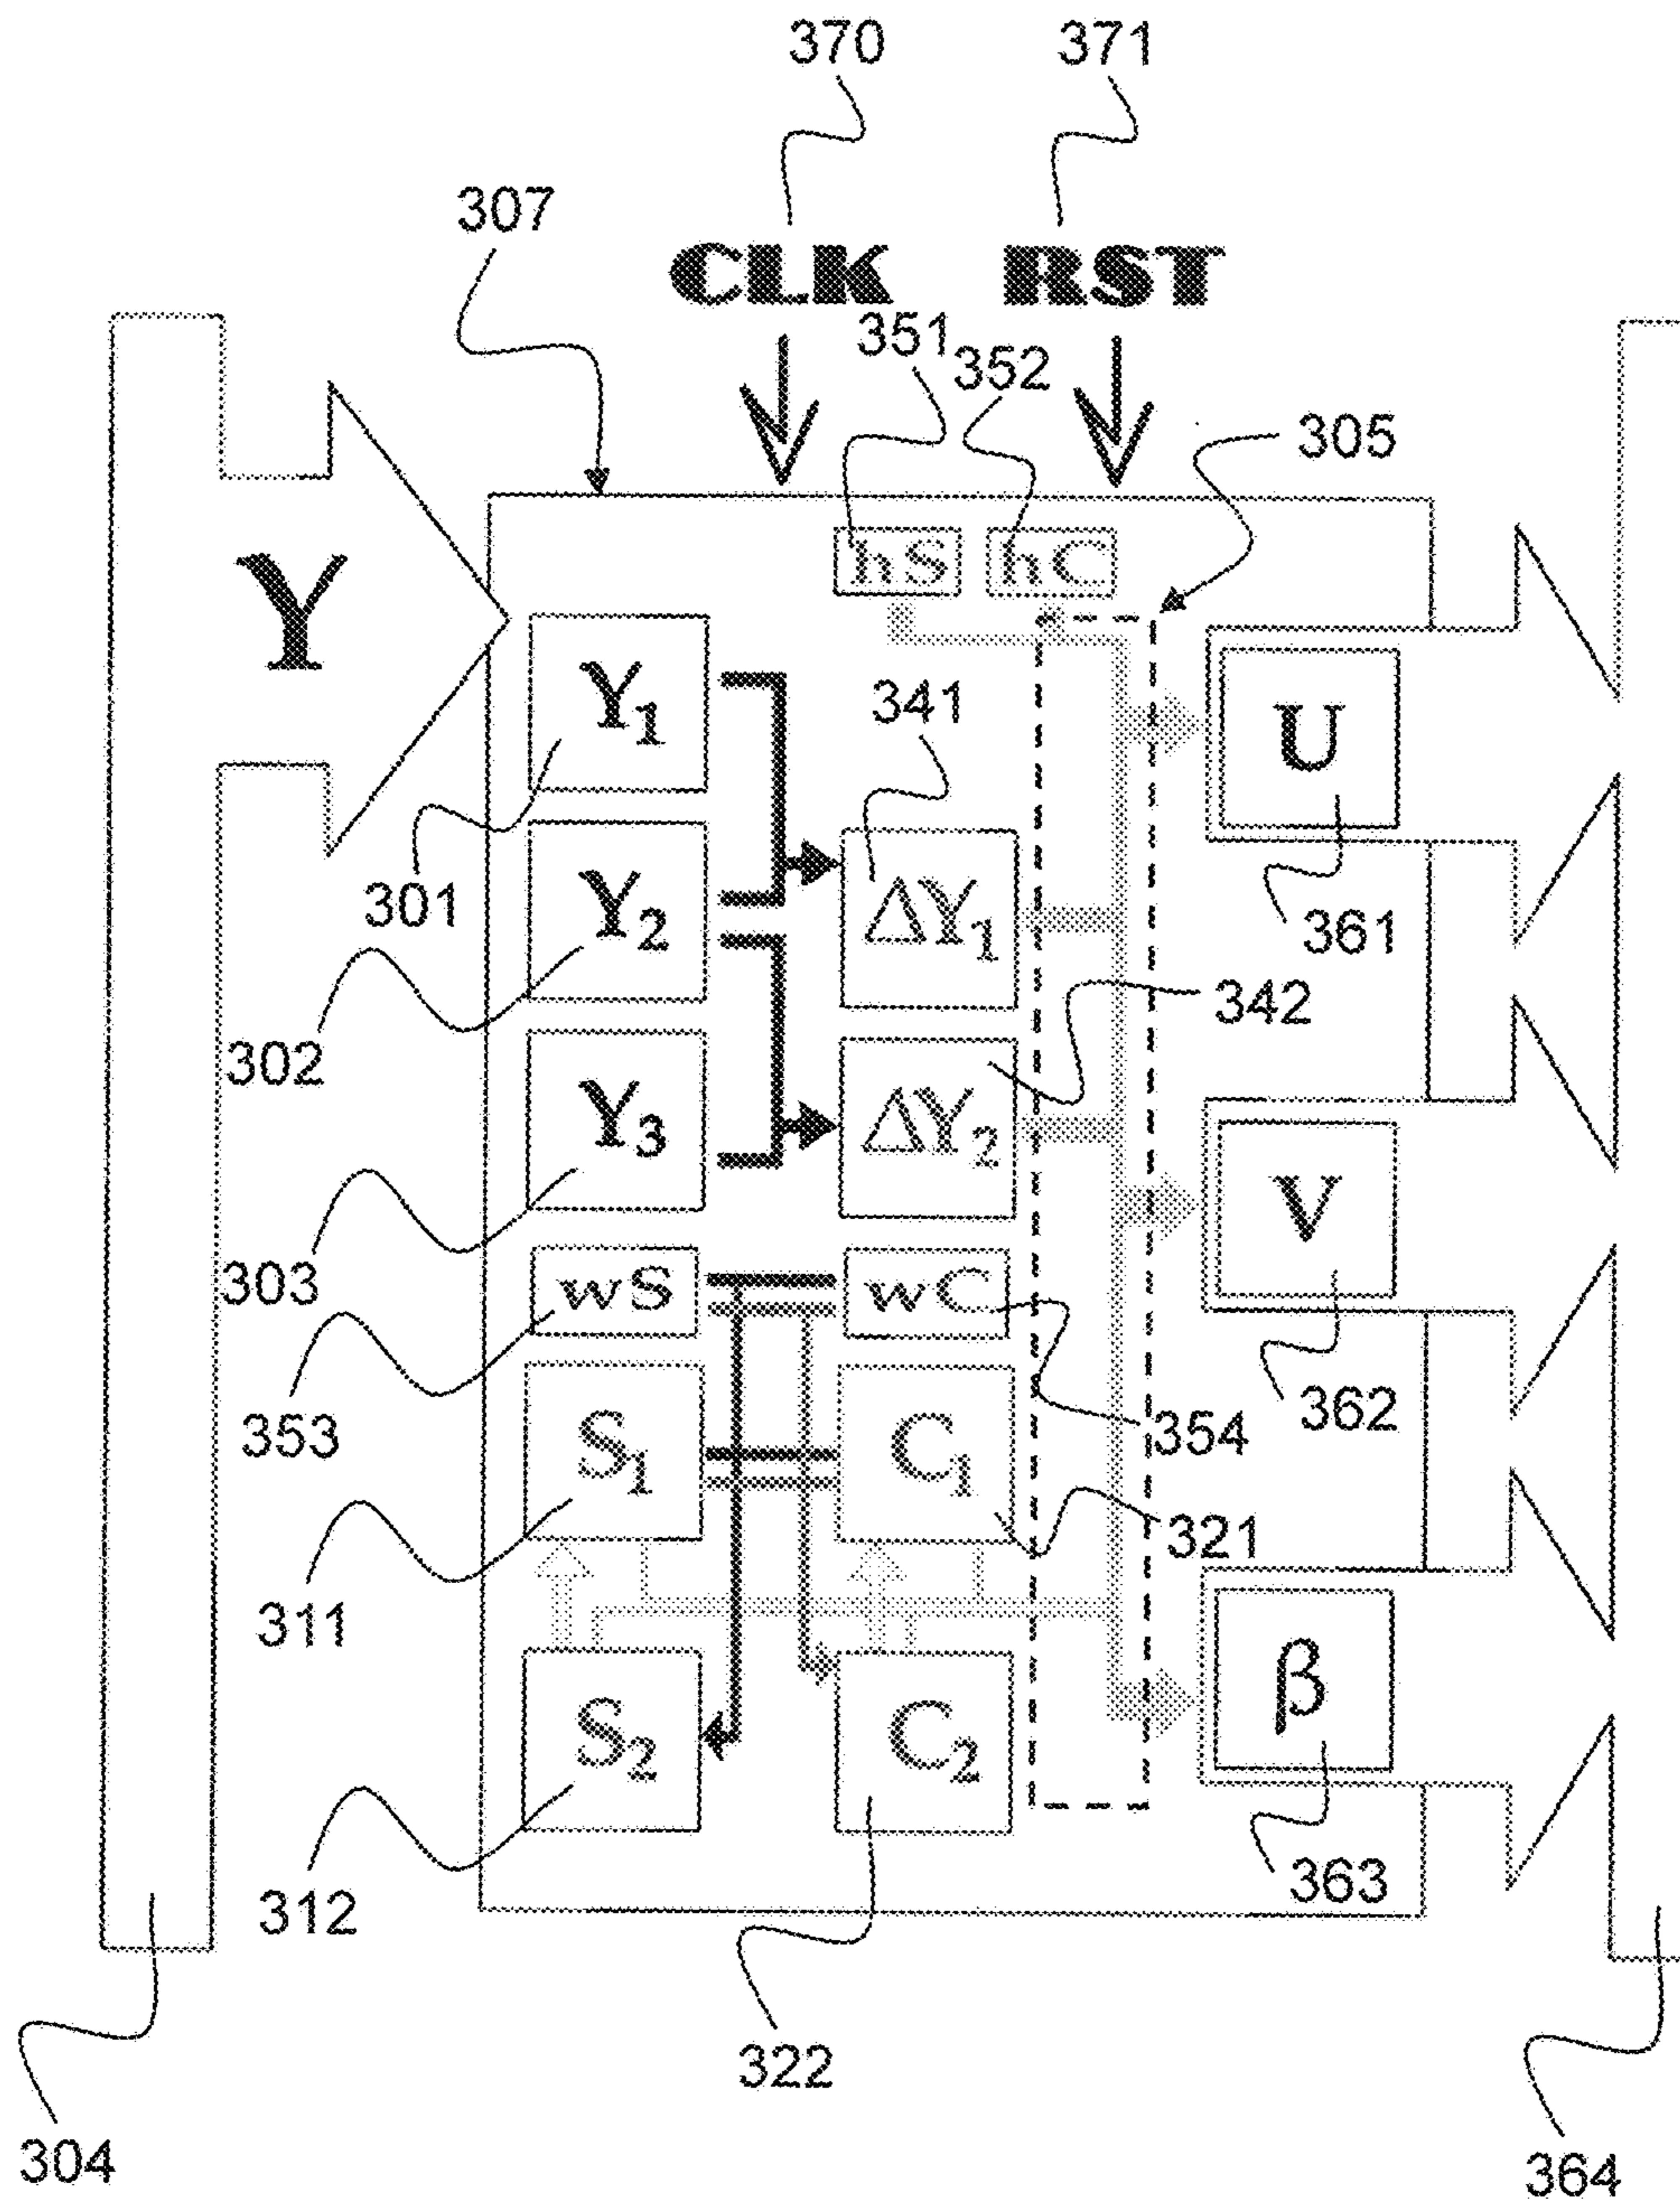 370 371
307
CLK RST
351
352
305
Y
hS hC
Y₁
341
U
301
Y₂
ΔY₁
361
302
342
Y₃
ΔY₂
V
303
wS wC
353
354
362
S₁ C₁
321
311
β
S₂ C₂
312
363
322
304
364